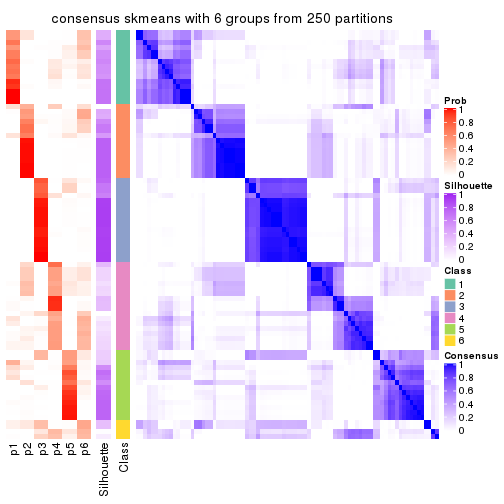 consensus skmeans with 6 groups from 250 partitions
Prob
1
0.8
0.6
0.4
0.2
0
Silhouette
1
0.8
0.6
0.4
0.2
0
Class
1
2
3
4
5
6
Consensus
1
0.8
0.6
0.4
0.2
0
p1
p2
p3
p4
p5
p6
Silhouette
Class